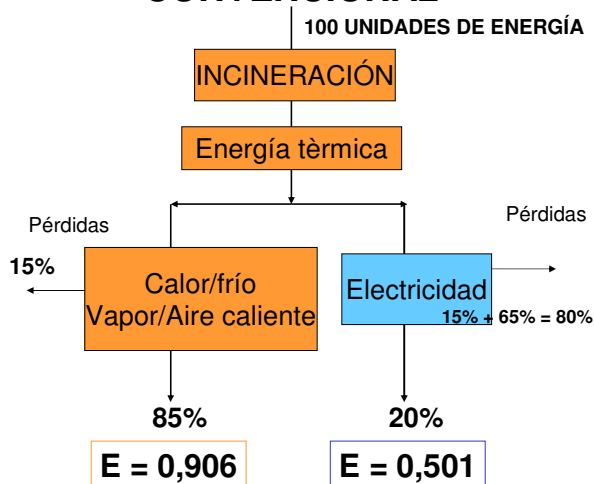 100 UNIDADES DE ENERGÍA
INCINERACIÓN
Energía tèrmica
Pérdidas
Pérdidas
15%
Calor/frío
Vapor/Aire caliente
Electricidad
15% + 65% = 80%
85%
20%
E = 0,906
E = 0,501